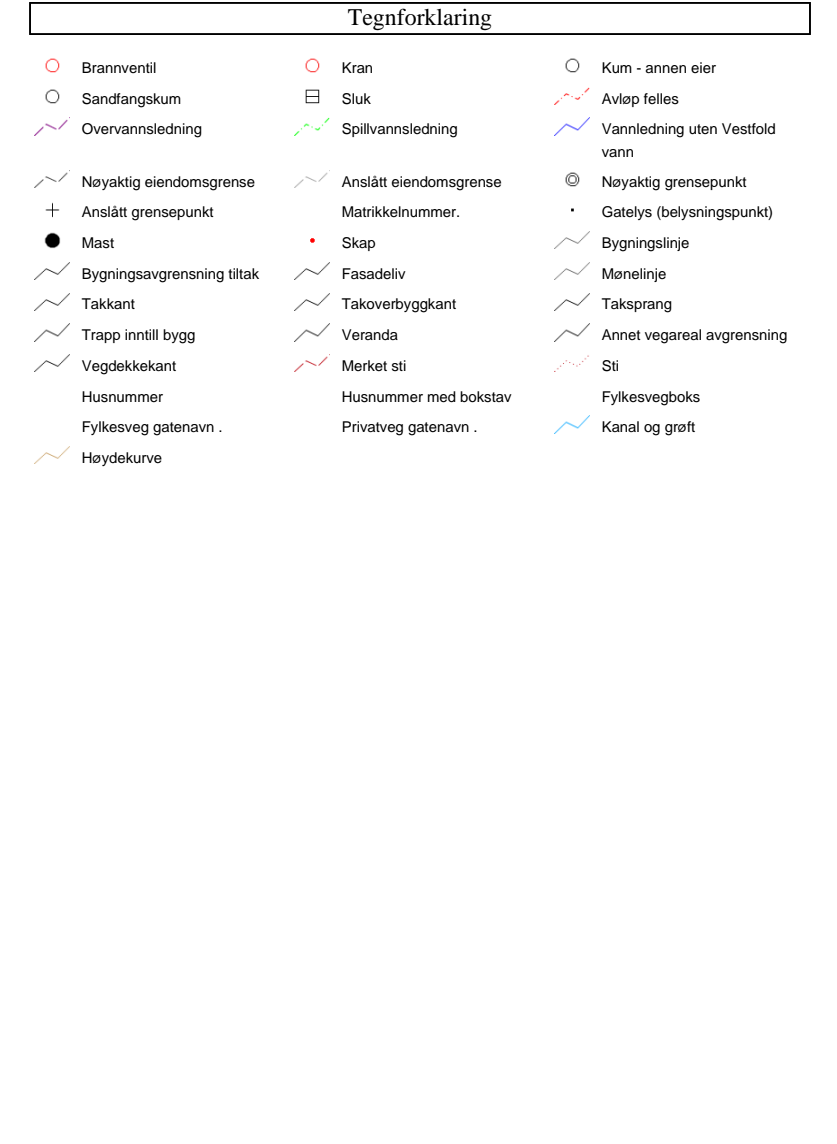 Tegnforklaring
Brannventil
Kran
Kum - annen eier
Sandfangskum
Sluk
Avløp felles
Overvannsledning
Spillvannsledning
Vannledning uten Vestfold
vann
Nøyaktig eiendomsgrense
Anslått eiendomsgrense
Nøyaktig grensepunkt
Anslått grensepunkt
Matrikkelnummer.
Gatelys (belysningspunkt)
Mast
Skap
Bygningslinje
Bygningsavgrensning tiltak
Fasadeliv
Mønelinje
Takkant
Takoverbyggkant
Taksprang
Trapp inntill bygg
Veranda
Annet vegareal avgrensning
Vegdekkekant
Merket sti
Sti
Husnummer
Husnummer med bokstav
Fylkesvegboks
Fylkesveg gatenavn .
Privatveg gatenavn .
Kanal og grøft
Høydekurve